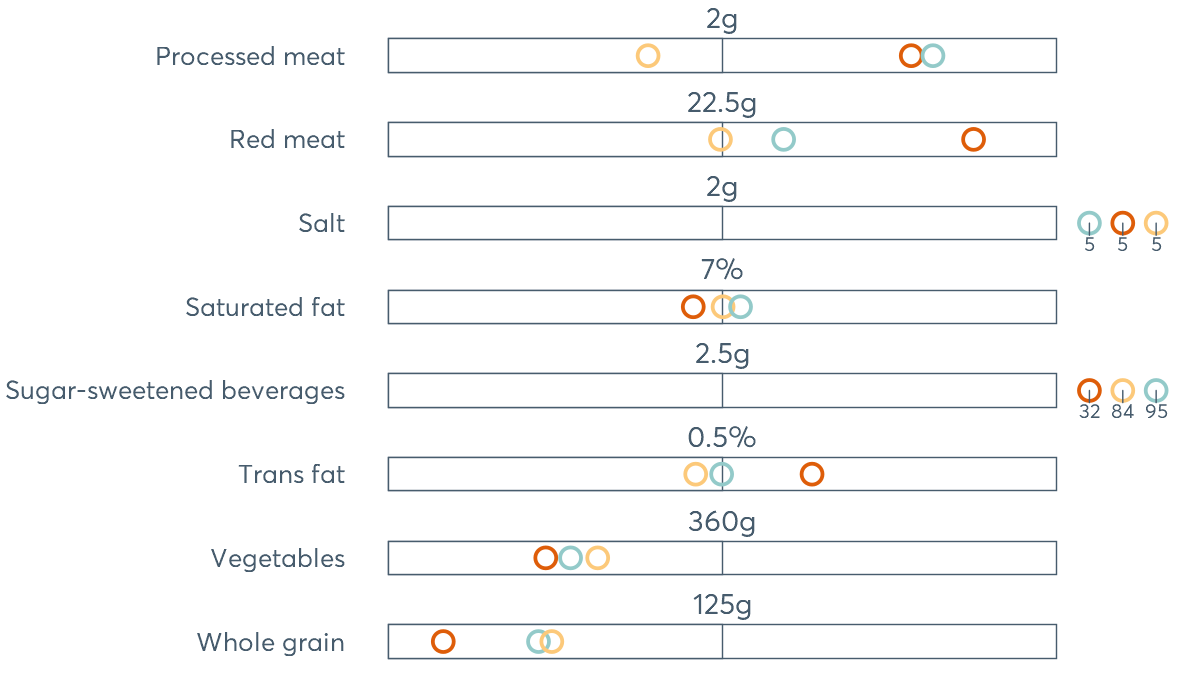 2g
Processed meat
22.5g
Red meat
2g
Salt
5 5 5
7%
Saturated fat
2.5g
Sugar-sweetened beverages
32 84 95
0.5%
Trans fat
360g
Vegetables
125g
Whole grain